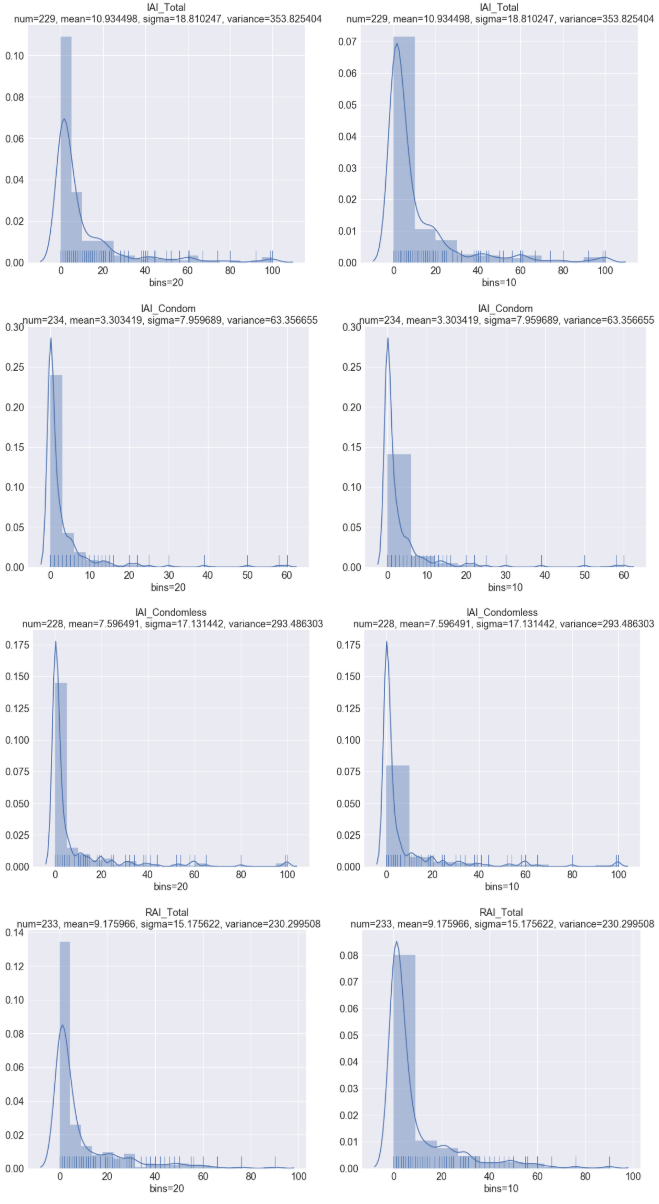 IAI_Total
num=229, mean=10.934498, sigma=18.810247, variance=353.825404
0.10
0.08
0.06
0.04
0.02
0.00
0 20 40 60 80 100
bins=20
IAI_Total
num=229, mean=10.934498, sigma=18.810247, variance=353.825404
0.07
0.06
0.05
0.04
0.03
0.02
0.01
0.00
0 20 40 60 80 100
bins=10
IAI_Condom
num=234, mean=3.303419, sigma=7.959689, variance=63.356655
0.30
0.25
0.20
0.15
0.10
0.05
0.00
0 10 20 30 40 50 60
bins=20
IAI_Condom
num=234, mean=3.303419, sigma=7.959689, variance=63.356655
0.30
0.25
0.20
0.15
0.10
0.05
0.00
0 10 20 30 40 50 60
bins=10
IAI_Condomless
num=228, mean=7.596491, sigma=17.131442, variance=293.486303
0.175
0.150
0.125
0.100
0.075
0.050
0.025
0.000
0 20 40 60 80 100
bins=20
IAI_Condomless
num=228, mean=7.596491, sigma=17.131442, variance=293.486303
0.175
0.150
0.125
0.100
0.075
0.050
0.025
0.000
0 20 40 60 80 100
bins=10
RAI_Total
num=233, mean=9.175966, sigma=15.175622, variance=230.299508
0.14
0.12
0.10
0.08
0.06
0.04
0.02
0.00
0 20 40 60 80 100
bins=20
RAI_Total
num=233, mean=9.175966, sigma=15.175622, variance=230.299508
0.08
0.07
0.06
0.05
0.04
0.03
0.02
0.01
0.00
0 20 40 60 80 100
bins=10